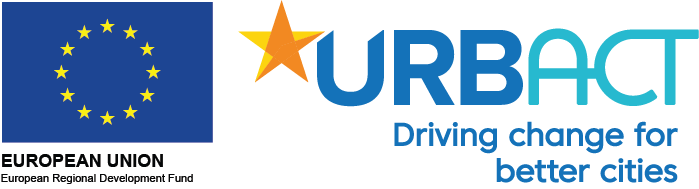 EUROPEAN UNION
European Regional Development Fund
URBACT
Driving change for
better cities